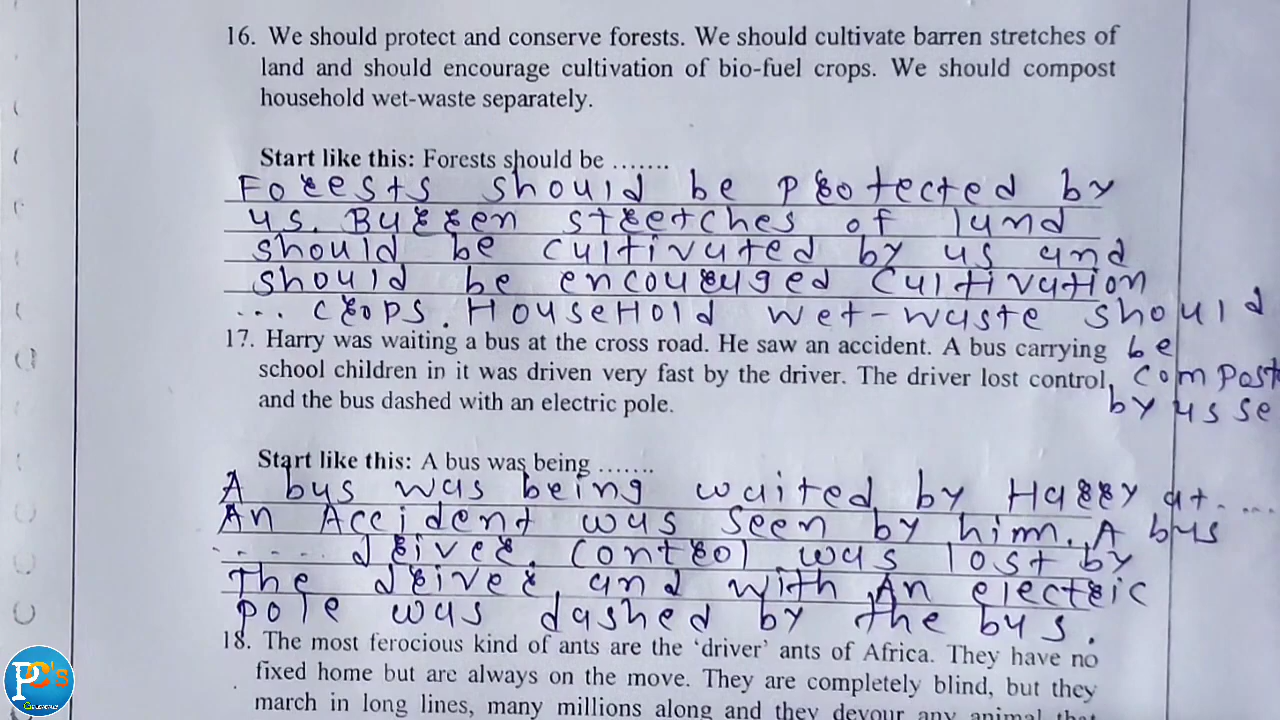 16. We should protect and conserve forests. We should cultivate barren stretches of
land and should encourage cultivation of bio-fuel crops. We should compost
household wet-waste separately.
Start like this: Forests should be …….
Forests should be protected by
us. Barren stretches of land
should be cultivated by us and
should be encouraged cultivation
... crops. Household wet-waste should
be
compost
by us se
17. Harry was waiting a bus at the cross road. He saw an accident. A bus carrying
school children in it was driven very fast by the driver. The driver lost control
and the bus dashed with an electric pole.
Start like this: A bus was being …….
A bus was being waited by Harry at ....
An Accident was seen by him. A bus
...... driver. Control was lost by
the driver and with An electric
pole was dashed by the bus.
18. The most ferocious kind of ants are the 'driver' ants of Africa. They have no
fixed home but are always on the move. They are completely blind, but they
march in long lines, many millions along and they devour any animal that
PC's